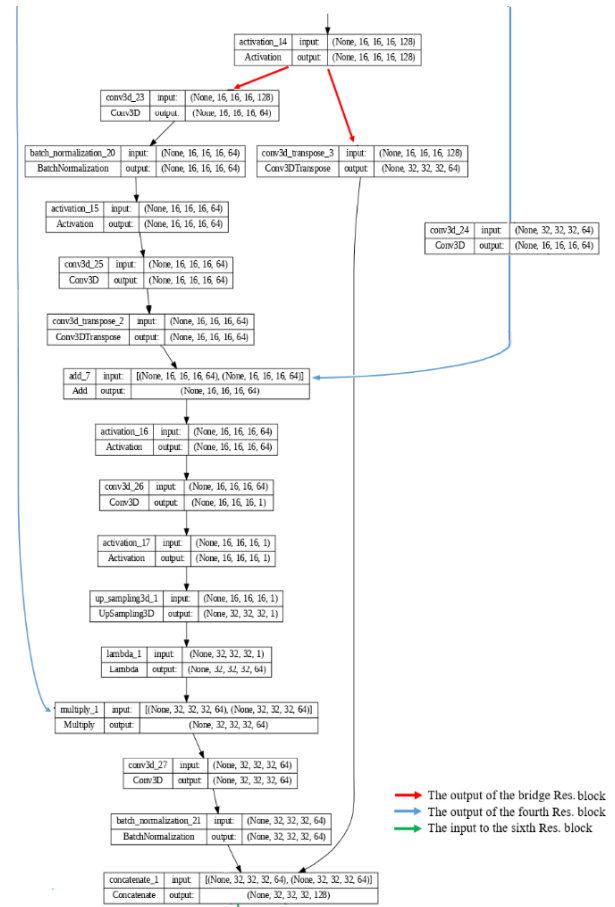 activation_14 input: (None, 16, 16, 16, 128)
Activation output: (None, 16, 16, 16, 128)
conv3d_23 input: (None, 16, 16, 16, 128)
Conv3D output: (None, 16, 16, 16, 64)
batch_normalization_20 input: (None, 16, 16, 16, 64)
BatchNormalization output: (None, 16, 16, 16, 64)
conv3d_transpose_3 input: (None, 16, 16, 16, 128)
Conv3DTranspose output: (None, 32, 32, 32, 64)
activation_15 input: (None, 16, 16, 16, 64)
Activation output: (None, 16, 16, 16, 64)
conv3d_24 input: (None, 32, 32, 32, 64)
Conv3D output: (None, 16, 16, 16, 64)
conv3d_25 input: (None, 16, 16, 16, 64)
Conv3D output: (None, 16, 16, 16, 64)
conv3d_transpose_2 input: (None, 16, 16, 16, 64)
Conv3DTranspose output: (None, 16, 16, 16, 64)
add_7 input: [(None, 16, 16, 16, 64), (None, 16, 16, 16, 64)]
Add output: (None, 16, 16, 16, 64)
activation_16 input: (None, 16, 16, 16, 64)
Activation output: (None, 16, 16, 16, 64)
conv3d_26 input: (None, 16, 16, 16, 64)
Conv3D output: (None, 16, 16, 16, 1)
activation_17 input: (None, 16, 16, 16, 1)
Activation output: (None, 16, 16, 16, 1)
up_sampling3d_1 input: (None, 16, 16, 16, 1)
UpSampling3D output: (None, 32, 32, 32, 1)
lambda_1 input: (None, 32, 32, 32, 1)
Lambda output: (None, 32, 32, 32, 64)
multiply_1 input: [(None, 32, 32, 32, 64), (None, 32, 32, 32, 64)]
Multiply output: (None, 32, 32, 32, 64)
conv3d_27 input: (None, 32, 32, 32, 64)
Conv3D output: (None, 32, 32, 32, 64)
batch_normalization_21 input: (None, 32, 32, 32, 64)
BatchNormalization output: (None, 32, 32, 32, 64)
concatenate_1 input: [(None, 32, 32, 32, 64), (None, 32, 32, 32, 64)]
Concatenate output: (None, 32, 32, 32, 128)
The output of the bridge Res. block
The output of the fourth Res. block
The input to the sixth Res. block